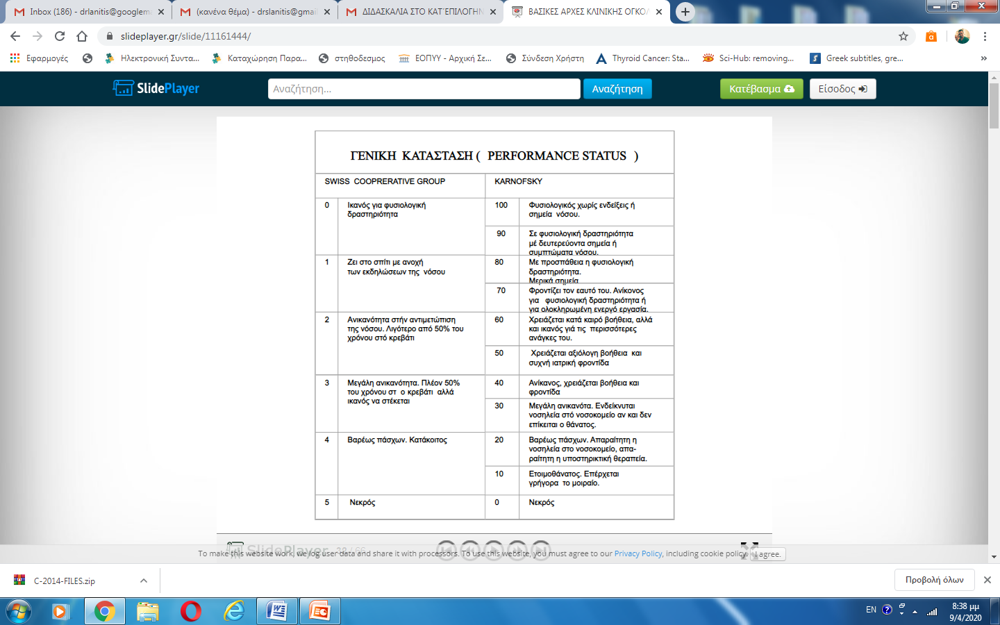 Inbox (186) - drlanitis@googlema
(κανένα θέμα) - drslanitis@gmail
ΔΙΔΑΣΚΑΛΙΑ ΣΤΟ ΚΑΤ΄ΕΠΙΛΟΓΗΝ
ΒΑΣΙΚΕΣ ΑΡΧΕΣ ΚΛΙΝΙΚΗΣ ΟΓΚΟΛ
slideplayer.gr/slide/11161444/
Εφαρμογές
Ηλεκτρονική Συντα...
Καταχώρηση Παρα...
στηθοδεσμος
ΕΟΠΥΥ - Αρχική Σε...
Σύνδεση Χρήστη
Thyroid Cancer: Sta...
Sci-Hub: removing...
Greek subtitles, gre...
»
SlidePlayer
Αναζήτηση...
Αναζήτηση
Κατέβασμα
Είσοδος
ΓΕΝΙΚΗ ΚΑΤΑΣΤΑΣΗ ( PERFORMANCE STATUS )
SWISS COOPRERATIVE GROUP
KARNOFSKY
0
Ικανός για φυσιολογική
δραστηριότητα
100
Φυσιολογικός χωρίς ενδείξεις ή
σημεία νόσου.
90
Σε φυσιολογική δραστηριότητα
μέ δευτερεύοντα σημεία ή
συμπτώματα νόσου.
1
Ζει στο σπίτι με ανοχή
των εκδηλώσεων της νόσου
80
Με προσπάθεια η φυσιολογική
δραστηριότητα.
Μερικά σημεία
70
Φροντίζει τον εαυτό του. Ανίκονος
για φυσιολογική δραστηριότητα ή
για ολοκληρωμένη ενεργό εργασία.
2
Ανικανότητα στήν αντιμετώπιση
της νόσου. Λιγότερο από 50% του
χρόνου στό κρεβάτι
60
Χρειάζεται κατά καιρό βοήθεια, αλλά
και ικανός γιά τις περισσότερες
ανάγκες του.
50
Χρειάζεται αξιόλογη βοήθεια και
συχνή ιατρική φροντίδα
3
Μεγάλη ανικανότητα. Πλέον 50%
του χρόνου στ ο κρεβάτι αλλά
ικανός να στέκεται
40
Ανίκανος, χρειάζεται βοήθεια και
φροντίδα
30
Μεγάλη ανικανότα. Ενδείκνυται
νοσηλεία στό νοσοκομείο αν και δεν
επίκειται ο θάνατος.
4
Βαρέως πάσχων. Κατάκοιτος
20
Βαρέως πάσχων. Απαραίτητη η
νοσηλεία στο νοσοκομείο, απα-
ραίτητη η υποστηρικτική θεραπεία.
10
Ετοιμοθάνατος. Επέρχεται
γρήγορα το μοιραίο.
5
Νεκρός
0
Νεκρός
SlidePlayer
To make this website work, we log user data and share it with processors. To use this website, you must agree to our Privacy Policy, including cookie policy.
I agree.
C-2014-FILES.zip
Προβολή όλων
EN
8:38 μμ
9/4/2020